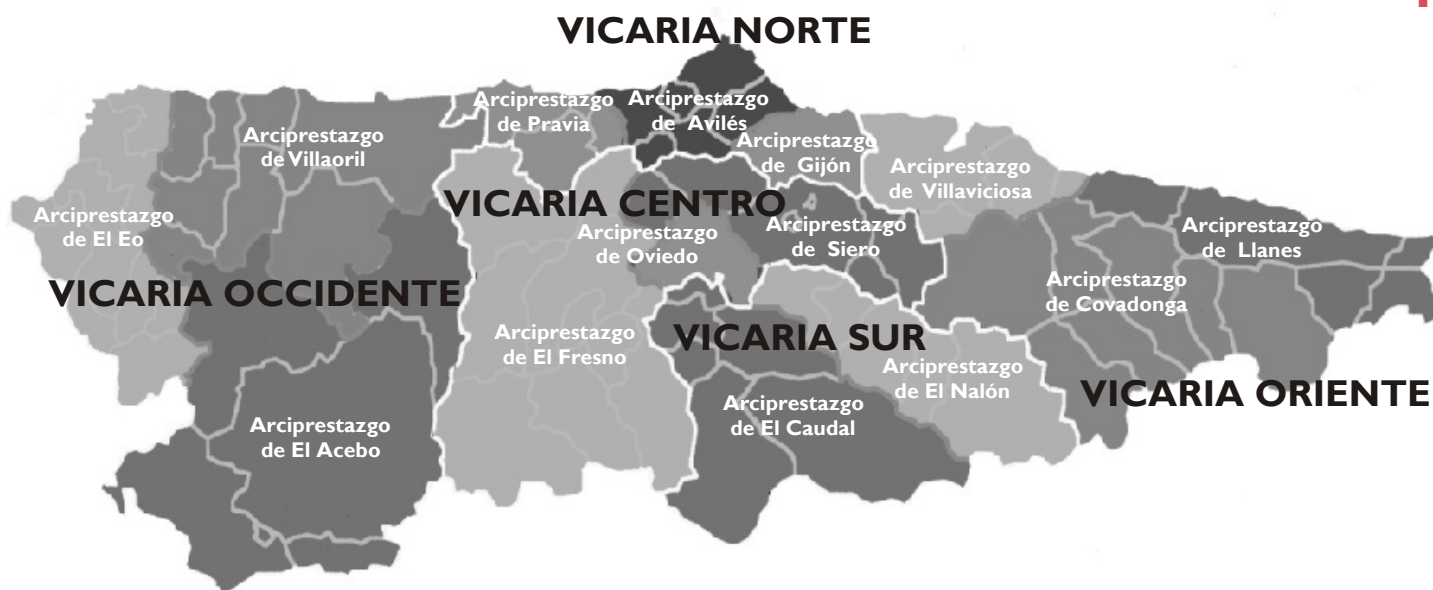 VICARIA NORTE
Arciprestazgo
de Pravia
Arciprestazgo
de Avilés
Arciprestazgo
de Villaoril
Arciprestazgo
de Gijón
Arciprestazgo
de Villaviciosa
VICARIA CENTRO
Arciprestazgo
de El Eo
Arciprestazgo
de Oviedo
Arciprestazgo
de Siero
Arciprestazgo
de Llanes
VICARIA OCCIDENTE
Arciprestazgo
de Covadonga
Arciprestazgo
de El Fresno
VICARIA SUR
Arciprestazgo
de El Nalón
VICARIA ORIENTE
Arciprestazgo
de El Caudal
Arciprestazgo
de El Acebo